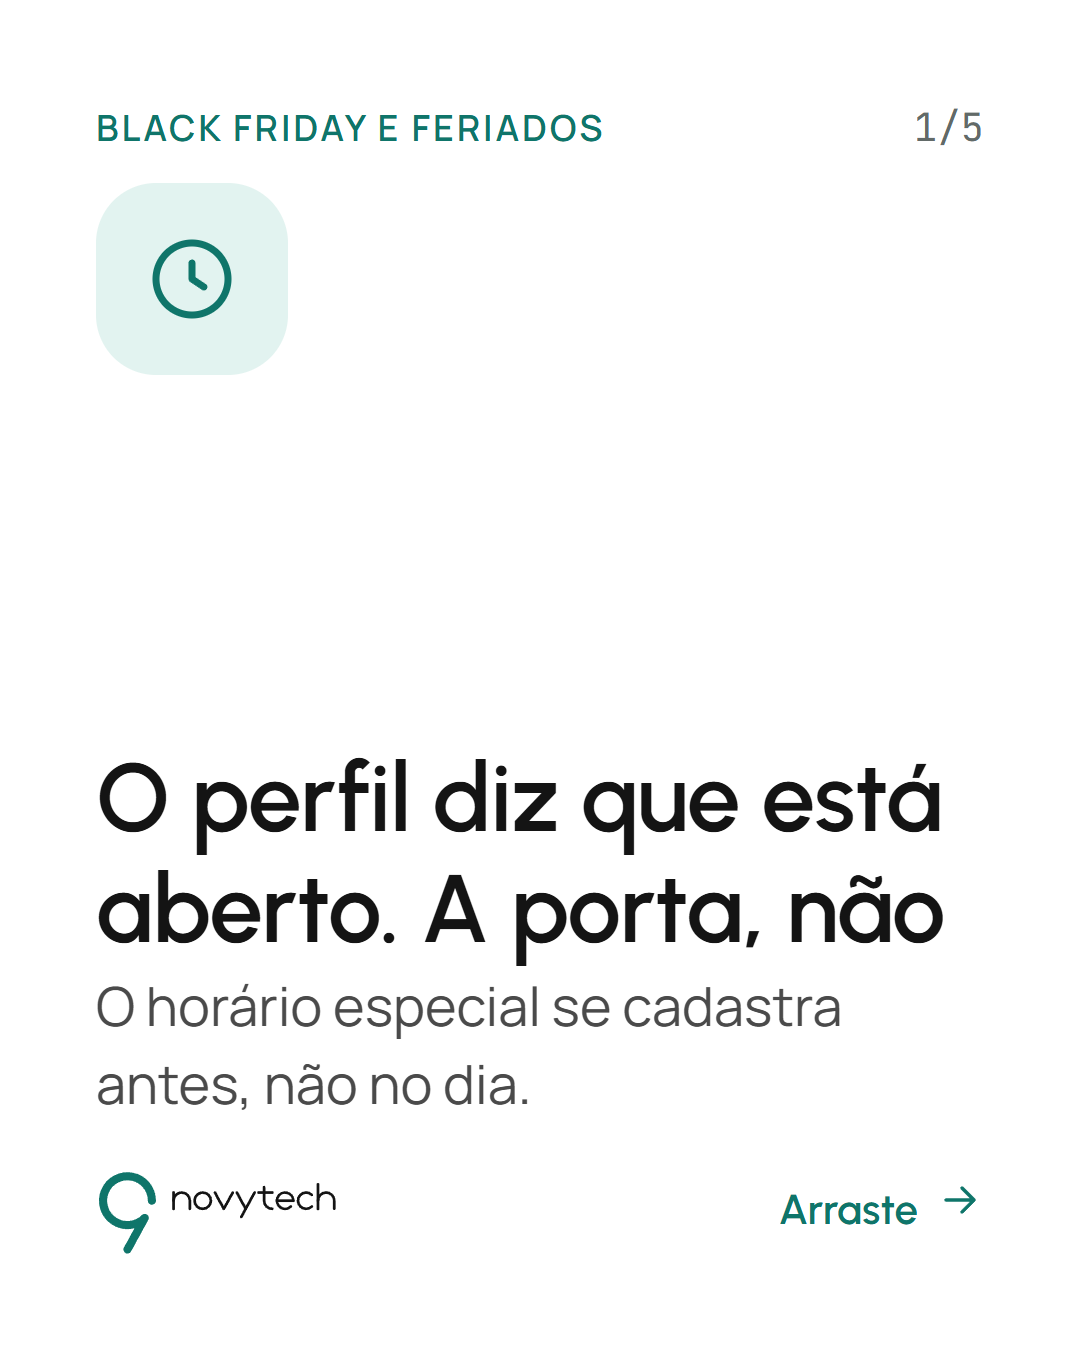 BLACK FRIDAY E FERIADOS
1/5
O perfil diz que está
aberto. A porta, não
O horário especial se cadastra
antes, não no dia.
novytech
Arraste →